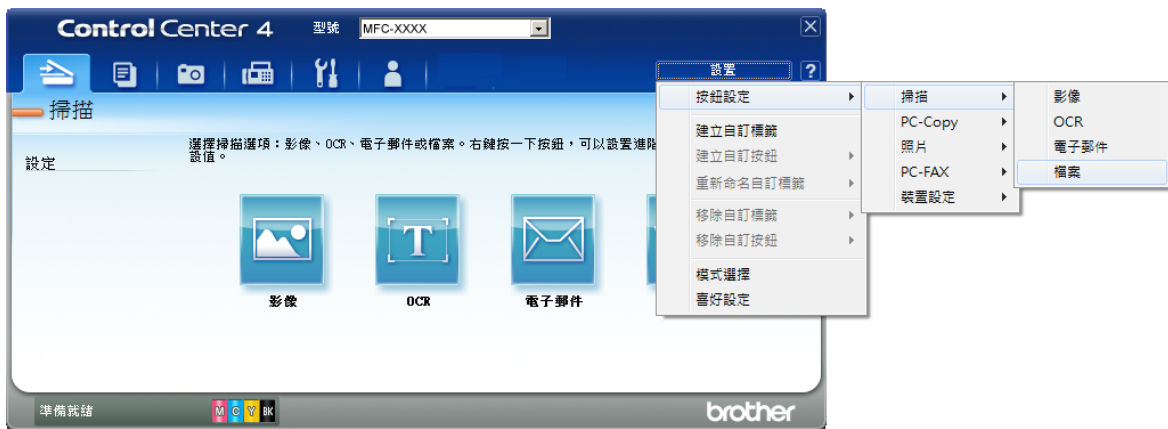 Control Center 4 型號 MFC-XXXX
設置 ?
掃描
設定
選擇掃描選項：影像、OCR、電子郵件或檔案。右鍵按一下按鈕，可以設置進階
設值。
影像 OCR 電子郵件
按鈕設定
建立自訂標籤
建立自訂按鈕
重新命名自訂標籤
移除自訂標籤
移除自訂按鈕
模式選擇
喜好設定
掃描
PC-Copy
照片
PC-FAX
裝置設定
影像
OCR
電子郵件
檔案
準備就緒 M C Y BK brother